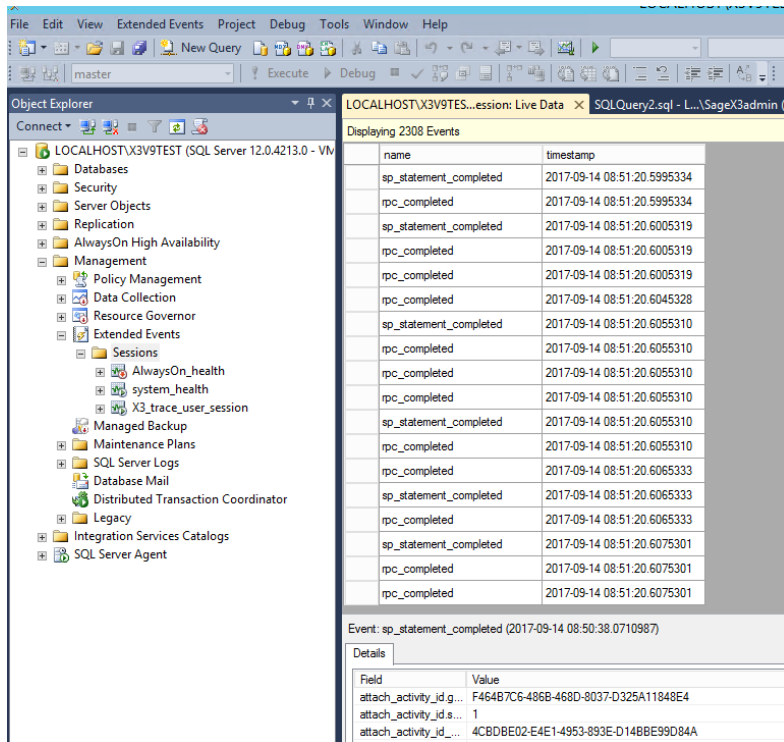 File Edit View Extended Events Project Debug Tools Window Help
New Query
master Execute Debug
Object Explorer
Connect
LOCALHOST\X3V9TEST (SQL Server 12.0.4213.0 - VM
Databases
Security
Server Objects
Replication
AlwaysOn High Availability
Management
Policy Management
Data Collection
Resource Governor
Extended Events
Sessions
AlwaysOn_health
system_health
X3_trace_user_session
Managed Backup
Maintenance Plans
SQL Server Logs
Database Mail
Distributed Transaction Coordinator
Legacy
Integration Services Catalogs
SQL Server Agent
LOCALHOST\X3V9TES...ession: Live Data SQLQuery2.sql - L...\SageX3admin (
Displaying 2308 Events
name timestamp
sp_statement_completed 2017-09-14 08:51:20.5995334
rpc_completed 2017-09-14 08:51:20.5995334
sp_statement_completed 2017-09-14 08:51:20.6005319
rpc_completed 2017-09-14 08:51:20.6005319
rpc_completed 2017-09-14 08:51:20.6005319
rpc_completed 2017-09-14 08:51:20.6045328
sp_statement_completed 2017-09-14 08:51:20.6055310
rpc_completed 2017-09-14 08:51:20.6055310
rpc_completed 2017-09-14 08:51:20.6055310
rpc_completed 2017-09-14 08:51:20.6055310
sp_statement_completed 2017-09-14 08:51:20.6055310
rpc_completed 2017-09-14 08:51:20.6055310
rpc_completed 2017-09-14 08:51:20.6065333
sp_statement_completed 2017-09-14 08:51:20.6065333
rpc_completed 2017-09-14 08:51:20.6065333
sp_statement_completed 2017-09-14 08:51:20.6075301
rpc_completed 2017-09-14 08:51:20.6075301
rpc_completed 2017-09-14 08:51:20.6075301
Event: sp_statement_completed (2017-09-14 08:50:38.0710987)
Details
Field Value
attach_activity_id.g... F464B7C6-486B-468D-8037-D325A11848E4
attach_activity_id.s... 1
attach_activity_id_... 4CBDBE02-E4E1-4953-893E-D14BBE99D84A